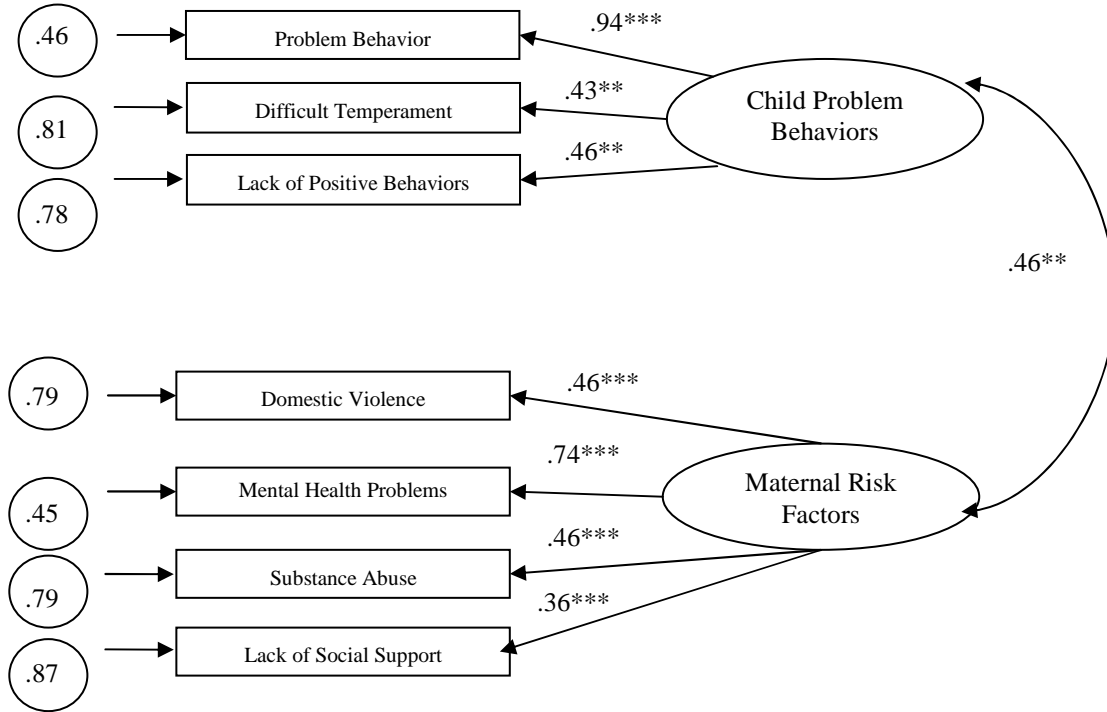 .46
Problem Behavior
.94***
.81
Difficult Temperament
.43**
Child Problem
Behaviors
.78
Lack of Positive Behaviors
.46**
.46**
.79
Domestic Violence
.46***
.45
Mental Health Problems
.74***
Maternal Risk
Factors
.79
Substance Abuse
.46***
.87
Lack of Social Support
.36***